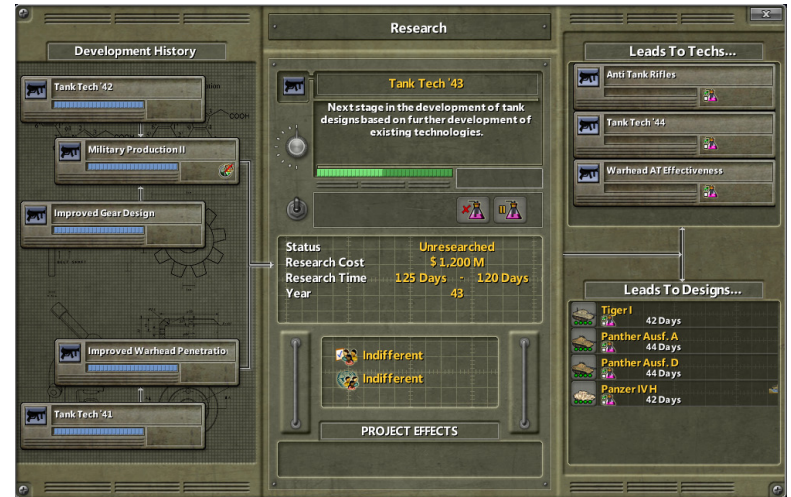 Research
Development History
Tank Tech '42
Military Production II
Improved Gear Design
Improved Warhead Penetratio
Tank Tech '41
Tank Tech '43
Next stage in the development of tank
designs based on further development of
existing technologies.
Status Unresearched
Research Cost $ 1,200 M
Research Time 125 Days - 120 Days
Year 43
Indifferent
Indifferent
PROJECT EFFECTS
Leads To Techs...
Anti Tank Rifles
Tank Tech '44
Warhead AT Effectiveness
Leads To Designs...
Tiger I
42 Days
Panther Ausf. A
44 Days
Panther Ausf. D
44 Days
Panzer IV H
42 Days